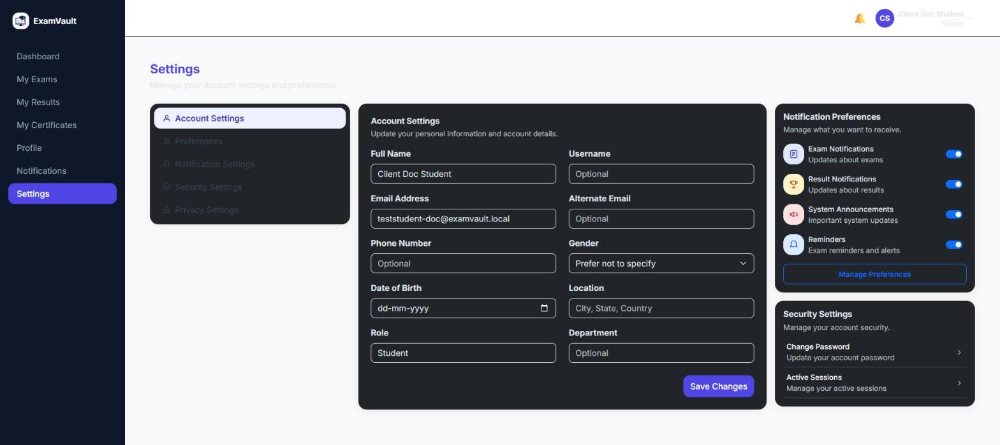 ExamVault
Dashboard
My Exams
My Results
My Certificates
Profile
Notifications
Settings
CS
Client Doc Student
Student
Settings
Manage your account settings and preferences.
Account Settings
Preferences
Notification Settings
Security Settings
Privacy Settings
Account Settings
Update your personal information and account details.
Full Name
Client Doc Student
Username
Optional
Email Address
teststudent-doc@examvault.local
Alternate Email
Optional
Phone Number
Optional
Gender
Prefer not to specify
Date of Birth
dd-mm-yyyy
Location
City, State, Country
Role
Student
Department
Optional
Save Changes
Notification Preferences
Manage what you want to receive.
Exam Notifications
Updates about exams
Result Notifications
Updates about results
System Announcements
Important system updates
Reminders
Exam reminders and alerts
Manage Preferences
Security Settings
Manage your account security.
Change Password
Update your account password
Active Sessions
Manage your active sessions